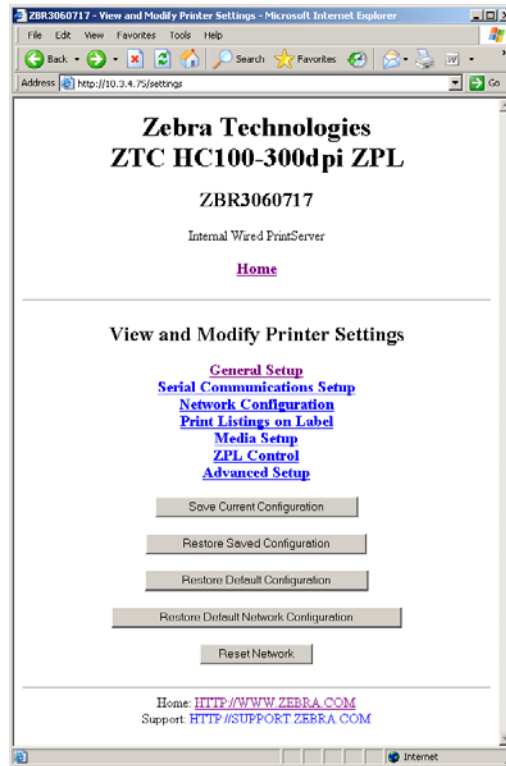 ZBR3060717 - View and Modify Printer Settings - Microsoft Internet Explorer
File Edit View Favorites Tools Help
Back Search Favorites
Address http://10.3.4.75/settings Go
Zebra Technologies
ZTC HC100-300dpi ZPL
ZBR3060717
Internal Wired PrintServer
Home
View and Modify Printer Settings
General Setup
Serial Communications Setup
Network Configuration
Print Listings on Label
Media Setup
ZPL Control
Advanced Setup
Save Current Configuration
Restore Saved Configuration
Restore Default Configuration
Restore Default Network Configuration
Reset Network
Home: HTTP://WWW.ZEBRA.COM
Support: HTTP://SUPPORT.ZEBRA.COM
Internet